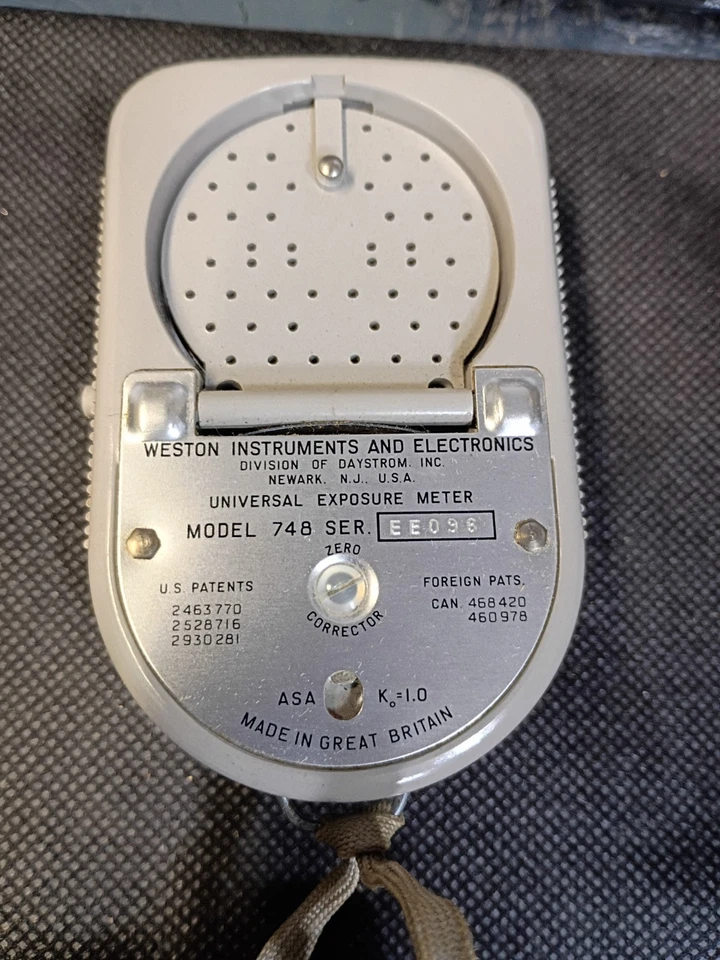 WESTON INSTRUMENTS AND ELECTRONICS
DIVISION OF DAYSTROM, INC.
NEWARK, N.J., U.S.A.
UNIVERSAL EXPOSURE METER
MODEL 748 SER. EE096
ZERO
CORRECTOR
U.S. PATENTS
2463770
2528716
2930281
FOREIGN PATS.
CAN. 468420
460978
ASA K₀=1.0
MADE IN GREAT BRITAIN